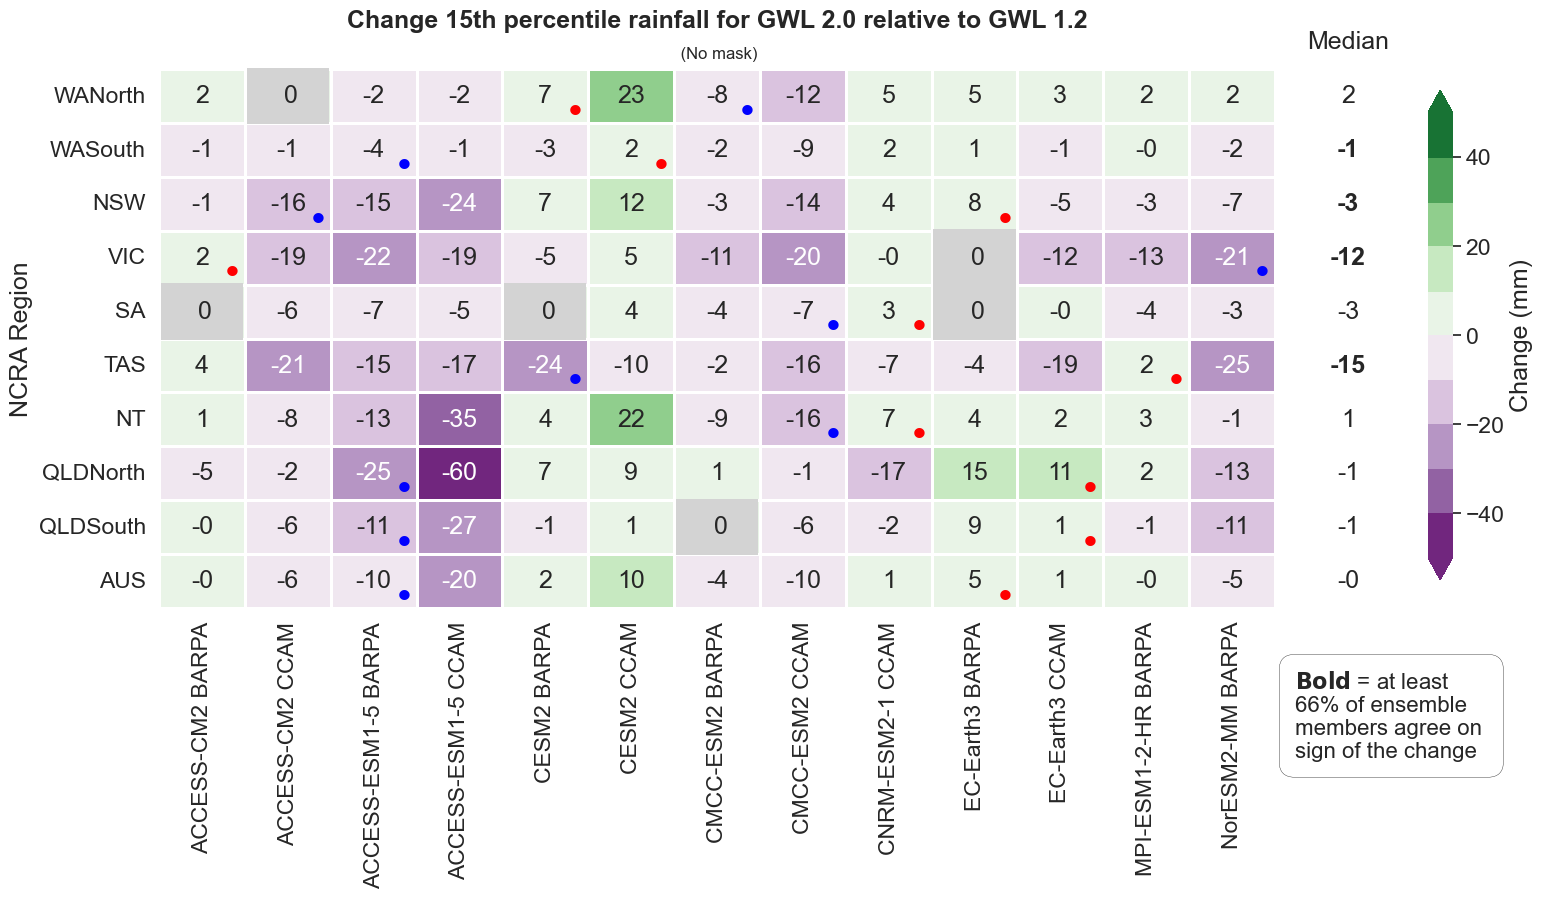 Change 15th percentile rainfall for GWL 2.0 relative to GWL 1.2
(No mask)
Median
WANorth 2 0 -2 -2 7 23 -8 -12 5 5 3 2 2 2
WASouth -1 -1 -4 -1 -3 2 -2 -9 2 1 -1 -0 -2 -1
NSW -1 -16 -15 -24 7 12 -3 -14 4 8 -5 -3 -7 -3
VIC 2 -19 -22 -19 -5 5 -11 -20 -0 0 -12 -13 -21 -12
SA 0 -6 -7 -5 0 4 -4 -7 3 0 -0 -4 -3 -3
TAS 4 -21 -15 -17 -24 -10 -2 -16 -7 -4 -19 2 -25 -15
NT 1 -8 -13 -35 4 22 -9 -16 7 4 2 3 -1 1
QLDNorth -5 -2 -25 -60 7 9 1 -1 -17 15 11 2 -13 -1
QLDSouth -0 -6 -11 -27 -1 1 0 -6 -2 9 1 -1 -11 -1
AUS -0 -6 -10 -20 2 10 -4 -10 1 5 1 -0 -5 -0
NCRA Region
ACCESS-CM2 BARPA
ACCESS-CM2 CCAM
ACCESS-ESM1-5 BARPA
ACCESS-ESM1-5 CCAM
CESM2 BARPA
CESM2 CCAM
CMCC-ESM2 BARPA
CMCC-ESM2 CCAM
CNRM-ESM2-1 CCAM
EC-Earth3 BARPA
EC-Earth3 CCAM
MPI-ESM1-2-HR BARPA
NorESM2-MM BARPA
40
20
0
−20
−40
Change (mm)
Bold = at least
66% of ensemble
members agree on
sign of the change